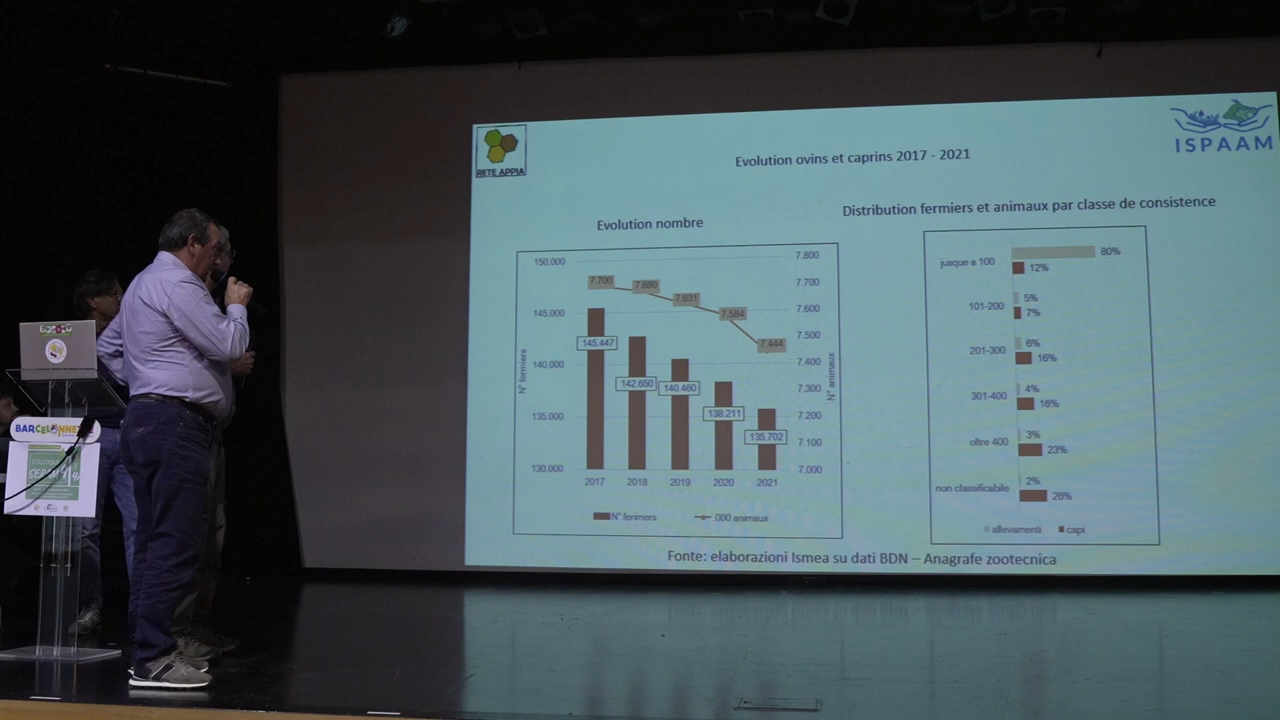 RETE APPIA
ISPAAM
Evolution ovins et caprins 2017 - 2021
Evolution nombre
150.000
145.000
140.000
135.000
130.000
N° fermiers
7.700
7.680
7.631
7.584
7.444
145.447
142.650
140.460
138.211
135.702
7.800
7.700
7.600
7.500
7.400
7.300
7.200
7.100
7.000
N° animaux
2017 2018 2019 2020 2021
N° ferimers .000 animaux
Distribution fermiers et animaux par classe de consistence
jusque a 100 80%
12%
101-200 5%
7%
201-300 6%
16%
301-400 4%
16%
oltre 400 3%
23%
non classificabile 2%
26%
allevamenti capi
Fonte: elaborazioni Ismea su dati BDN – Anagrafe zootecnica